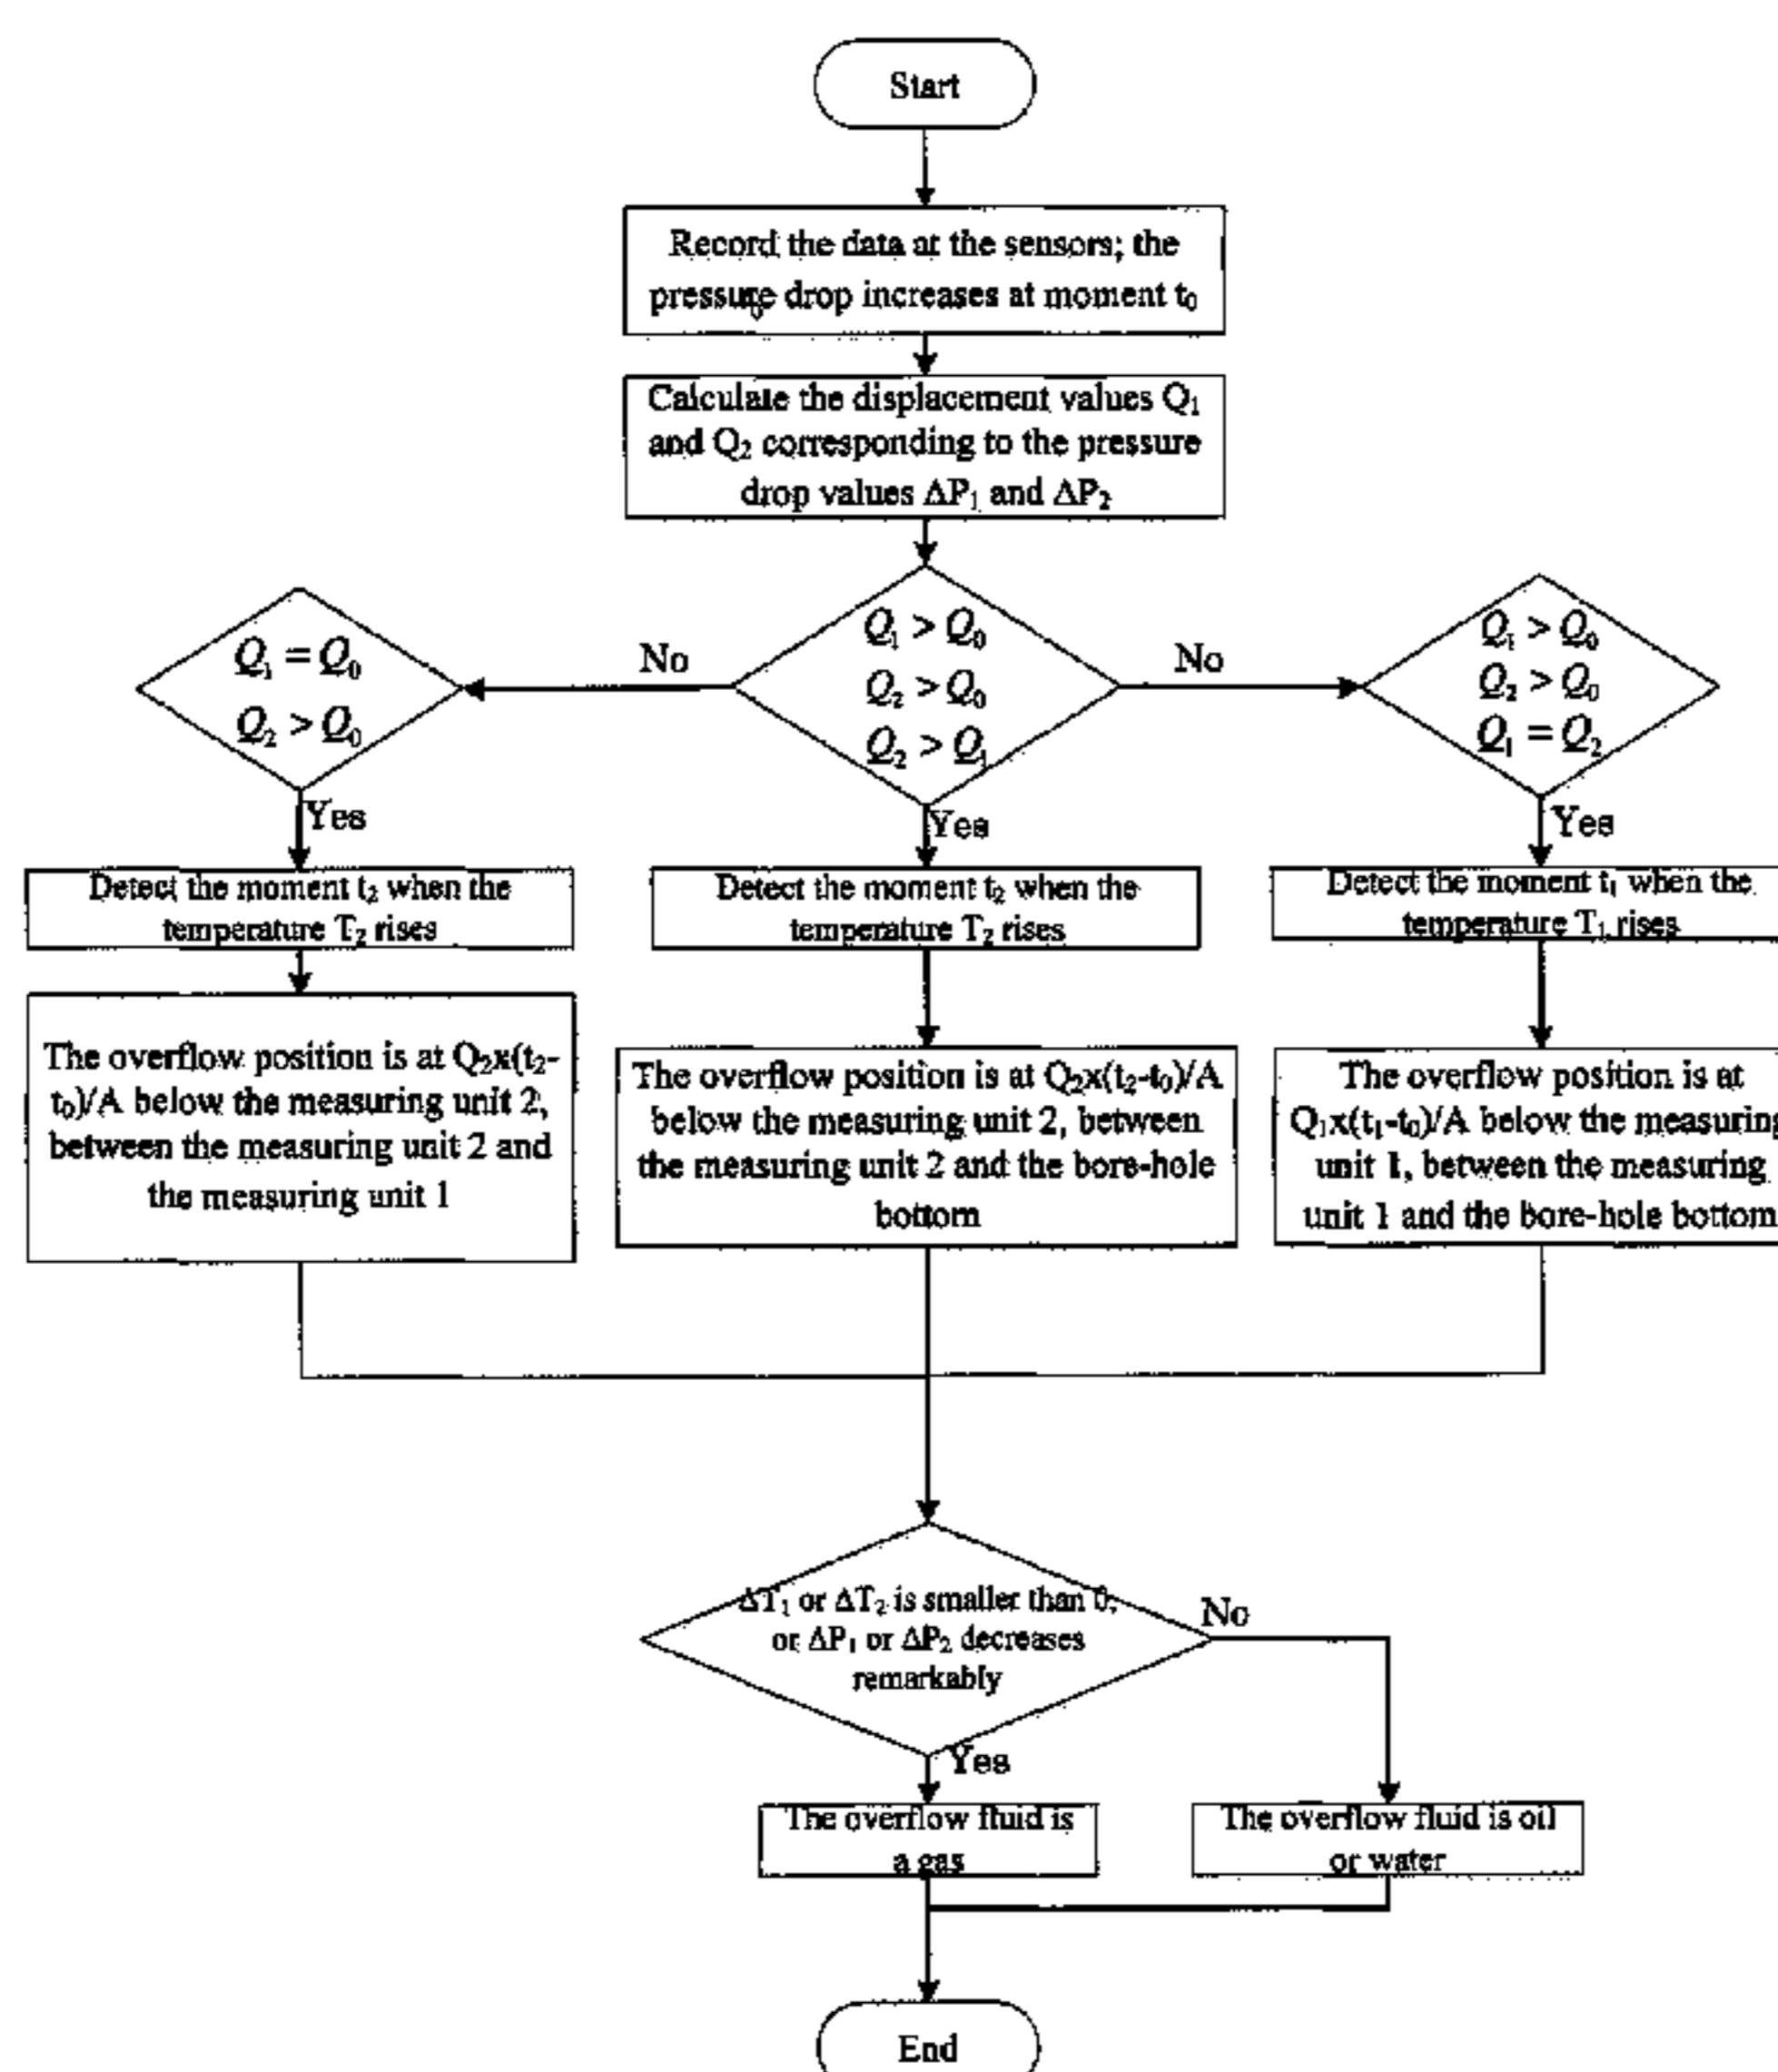 Start
Record the data at the sensors; the
pressure drop increases at moment t₀
Calculate the displacement values Q₁
and Q₂ corresponding to the pressure
drop values ΔP₁ and ΔP₂
Q₁ = Q₀
Q₂ > Q₀
No
Q₁ > Q₀
Q₂ > Q₀
Q₂ > Q₁
No
Q₁ > Q₀
Q₂ > Q₀
Q₁ = Q₂
Yes
Yes
Yes
Detect the moment t₂ when the
temperature T₂ rises
Detect the moment t₂ when the
temperature T₂ rises
Detect the moment t₁ when the
temperature T₁ rises
The overflow position is at Q₂x(t₂-
t₀)/A below the measuring unit 2,
between the measuring unit 2 and
the measuring unit 1
The overflow position is at Q₂x(t₂-t₀)/A
below the measuring unit 2, between
the measuring unit 2 and the bore-hole
bottom
The overflow position is at
Q₁x(t₁-t₀)/A below the measuring
unit 1, between the measuring
unit 1 and the bore-hole bottom
ΔT₁ or ΔT₂ is smaller than 0,
or ΔP₁ or ΔP₂ decreases
remarkably
No
Yes
The overflow fluid is
a gas
The overflow fluid is oil
or water
End